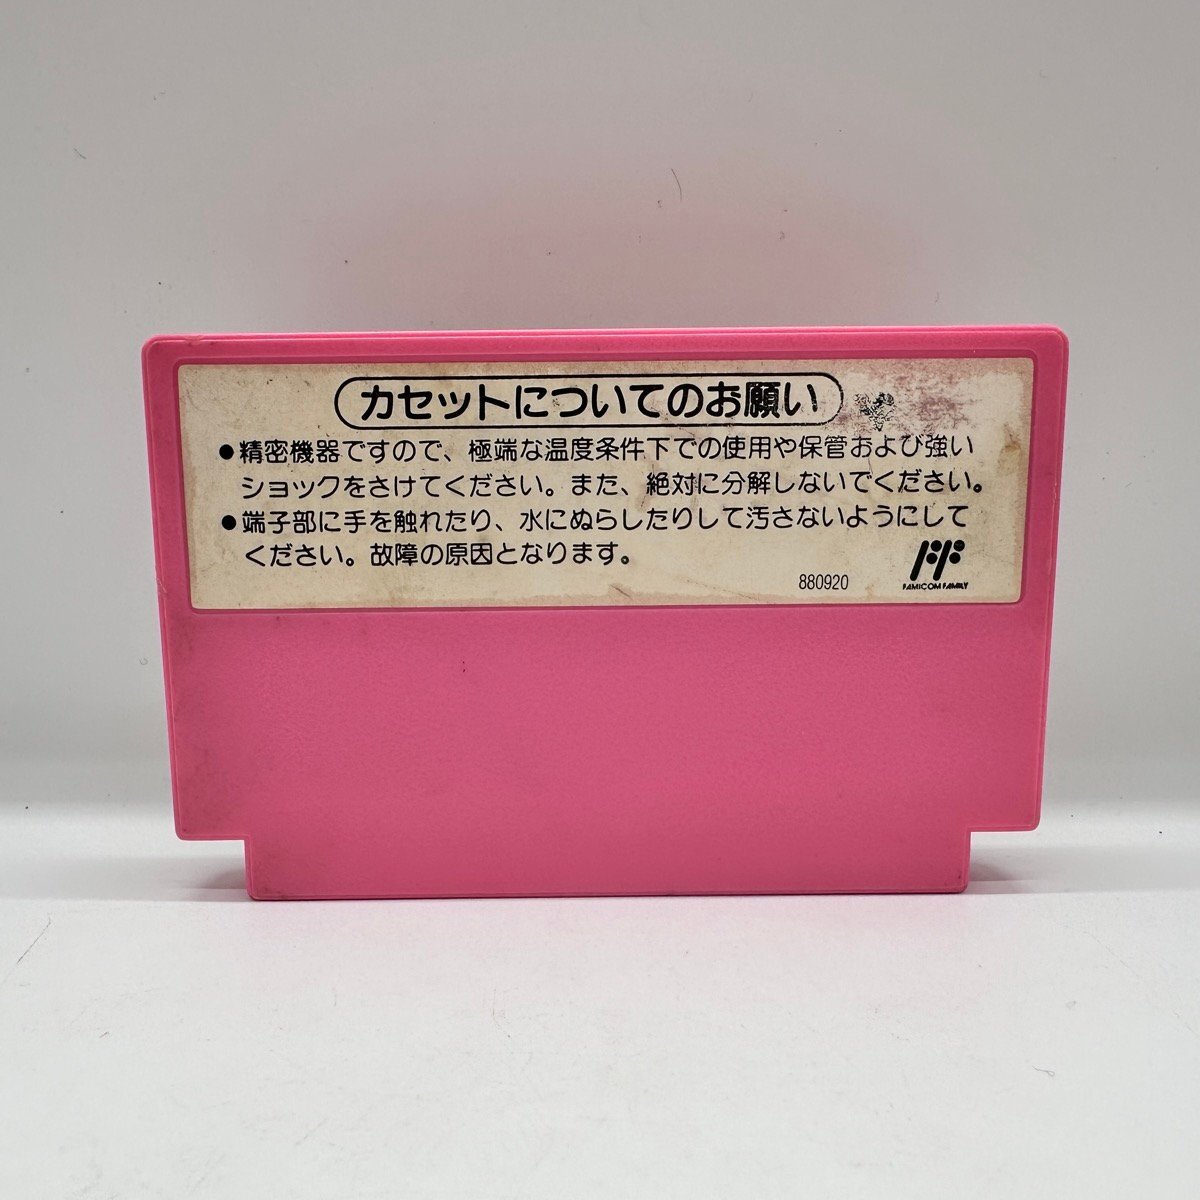 カセットについてのお願い
●精密機器ですので、極端な温度条件下での使用や保管および強い
ショックをさけてください。また、絶対に分解しないでください。
●端子部に手を触れたり、水にぬらしたりして汚さないようにして
ください。故障の原因となります。
880920
FAMICOM FAMILY